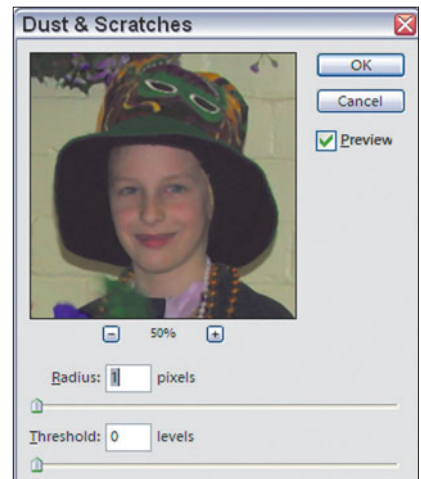 Dust & Scratches
OK
Cancel
Preview
50%
Radius: 1 pixels
Threshold: 0 levels